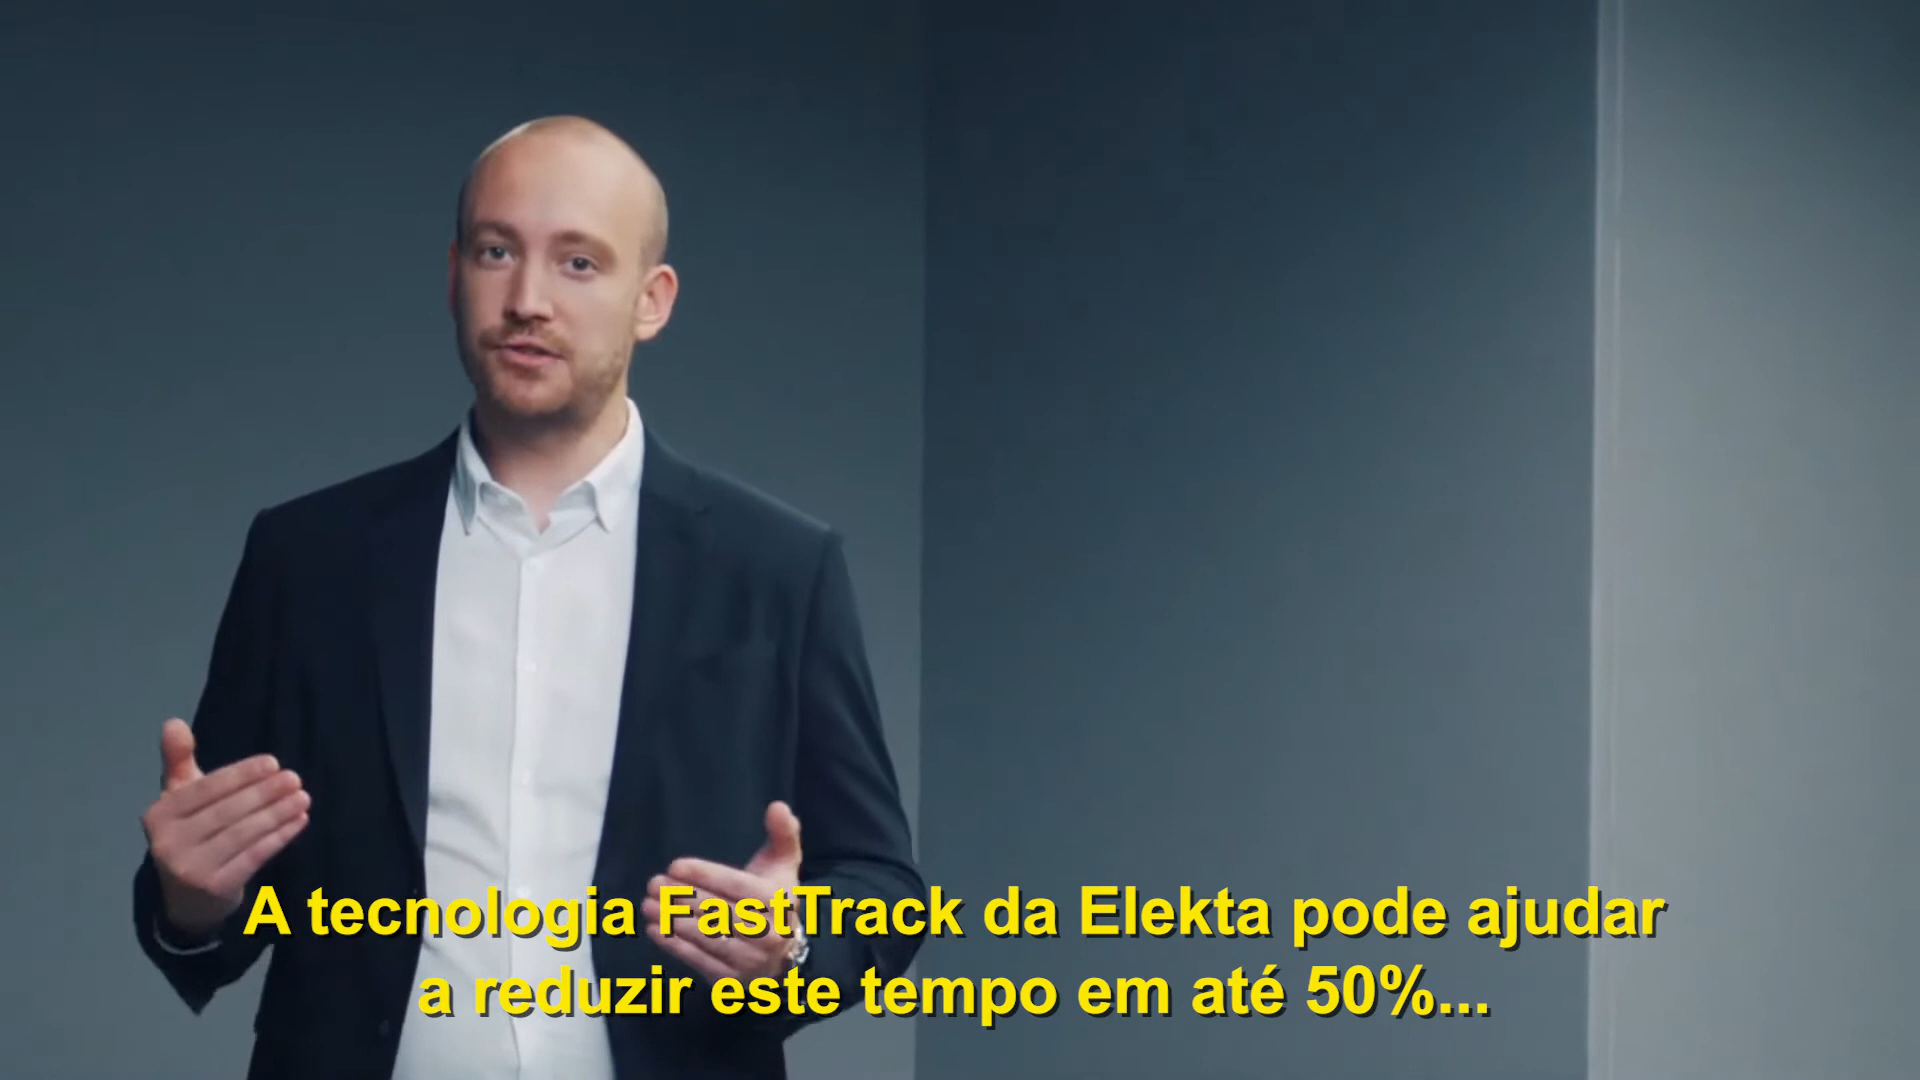 A tecnologia FastTrack da Elekta pode ajudar
a reduzir este tempo em até 50%...